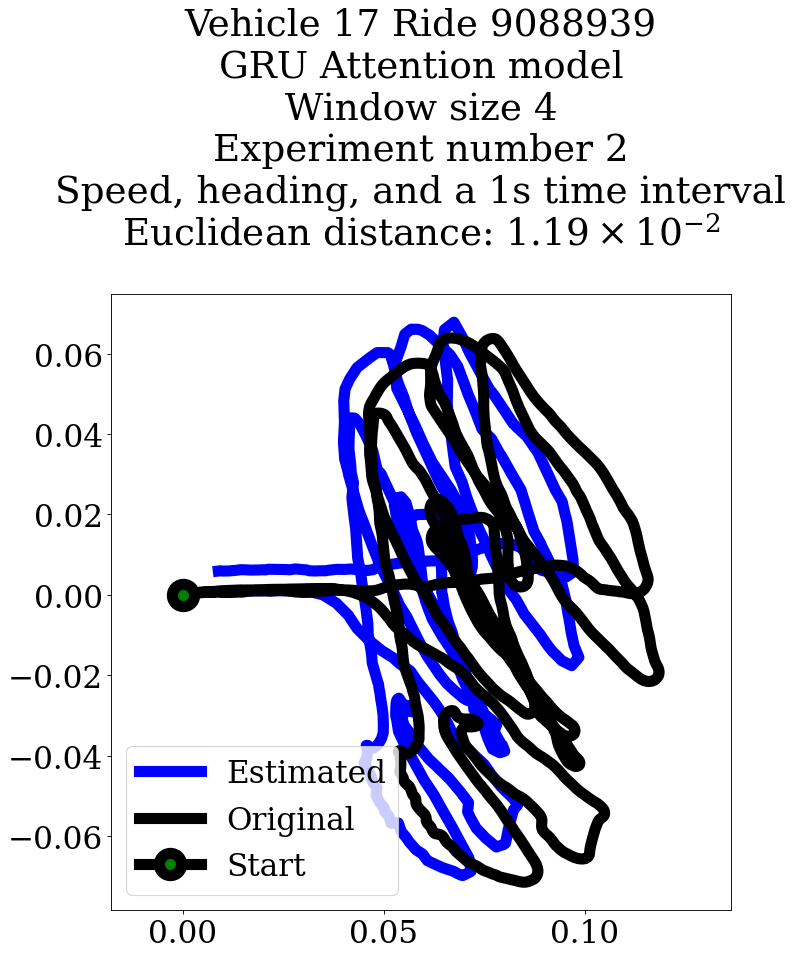 Vehicle 17 Ride 9088939
GRU Attention model
Window size 4
Experiment number 2
Speed, heading, and a 1s time interval
Euclidean distance: 1.19 × 10⁻²
0.06
0.04
0.02
0.00
−0.02
−0.04
−0.06
Estimated
Original
Start
0.00 0.05 0.10